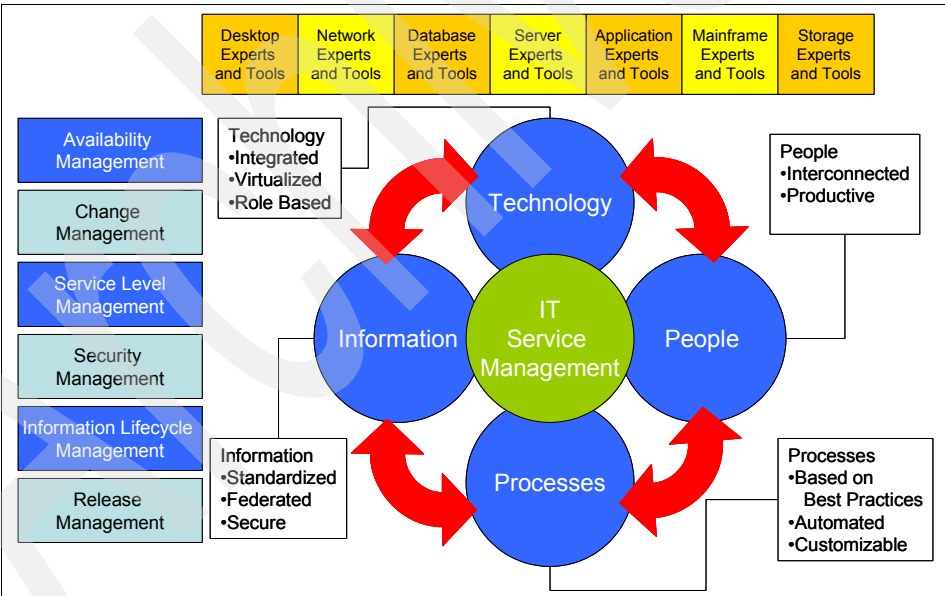 Desktop
Experts
and Tools
Network
Experts
and Tools
Database
Experts
and Tools
Server
Experts
and Tools
Application
Experts
and Tools
Mainframe
Experts
and Tools
Storage
Experts
and Tools
Availability
Management
Change
Management
Service Level
Management
Security
Management
Information Lifecycle
Management
Release
Management
Technology
•Integrated
•Virtualized
•Role Based
People
•Interconnected
•Productive
Technology
Information
IT
Service
Management
People
Processes
Information
•Standardized
•Federated
•Secure
Processes
•Based on
Best Practices
•Automated
•Customizable